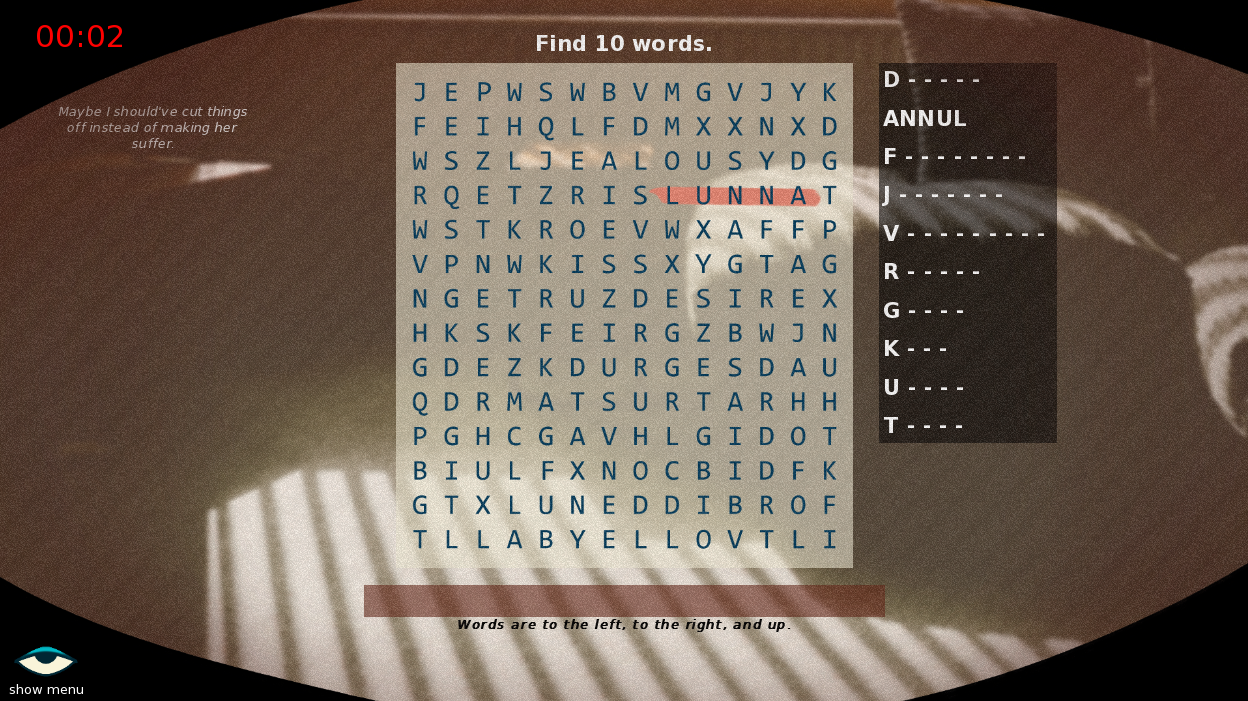 00:02
Find 10 words.
Maybe I should've cut things
off instead of making her
suffer.
J E P W S W B V M G V J Y K
F E I H Q L F D M X X N X D
W S Z L J E A L O U S Y D G
R Q E T Z R I S L U N N A T
W S T K R O E V W X A F F P
V P N W K I S S X Y G T A G
N G E T R U Z D E S I R E X
H K S K F E I R G Z B W J N
G D E Z K D U R G E S D A U
Q D R M A T S U R T A R H H
P G H C G A V H L G I D O T
B I U L F X N O C B I D F K
G T X L U N E D D I B R O F
T L L A B Y E L L O V T L I
D - - - - -
ANNUL
F - - - - - - - -
J - - - - - - -
V - - - - - - - - -
R - - - - -
G - - - -
K - - -
U - - - -
T - - - -
Words are to the left, to the right, and up.
show menu